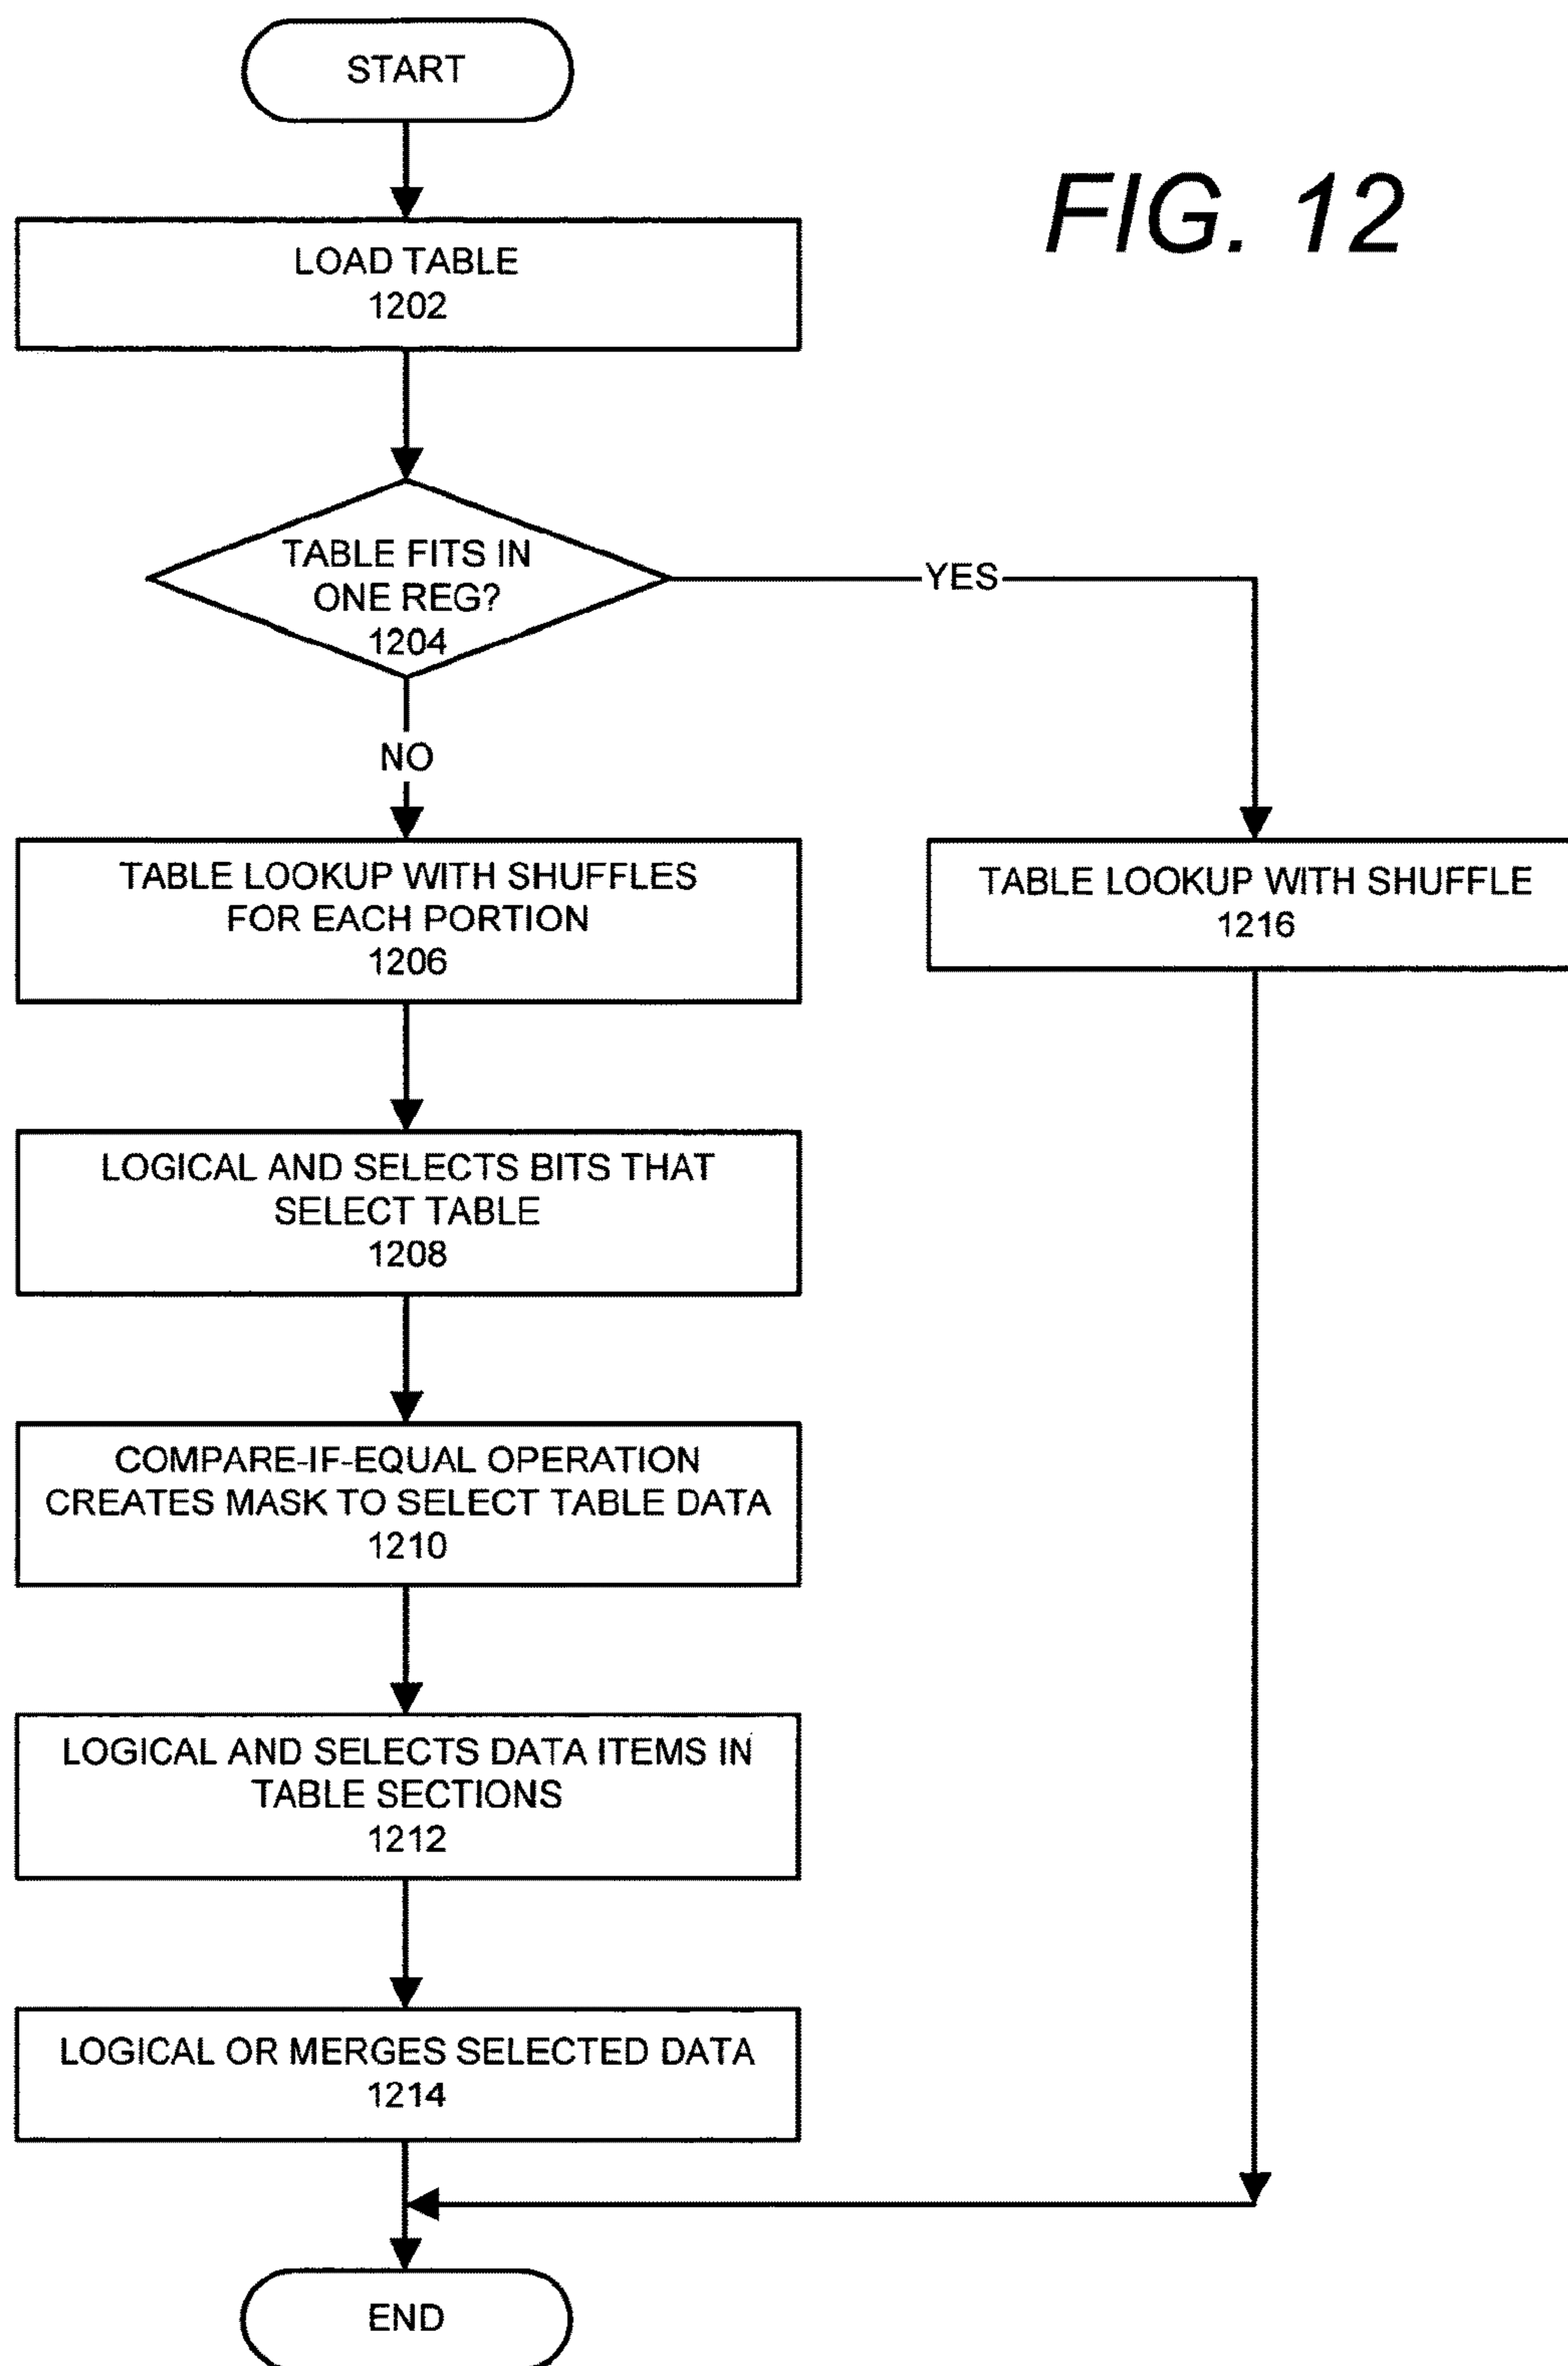 START
FIG. 12
LOAD TABLE
1202
TABLE FITS IN
ONE REG?
1204
YES
NO
TABLE LOOKUP WITH SHUFFLES
FOR EACH PORTION
1206
TABLE LOOKUP WITH SHUFFLE
1216
LOGICAL AND SELECTS BITS THAT
SELECT TABLE
1208
COMPARE-IF-EQUAL OPERATION
CREATES MASK TO SELECT TABLE DATA
1210
LOGICAL AND SELECTS DATA ITEMS IN
TABLE SECTIONS
1212
LOGICAL OR MERGES SELECTED DATA
1214
END